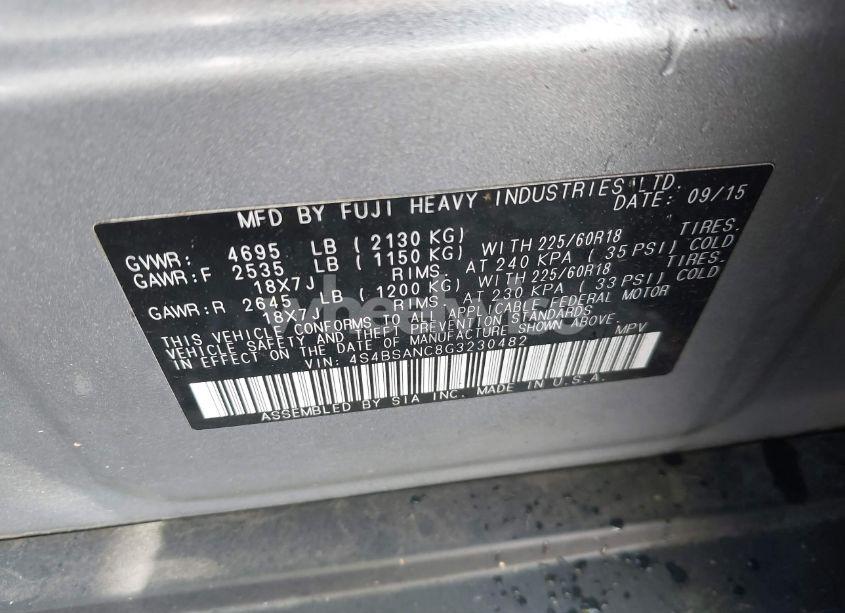 MFD BY FUJI HEAVY INDUSTRIES LTD.
DATE: 09/15
GVWR: 4695 LB ( 2130 KG)
GAWR:F 2535 LB ( 1150 KG) WITH 225/60R18 TIRES.
18X7J RIMS. AT 240 KPA ( 35 PSI) COLD
GAWR:R 2645 LB ( 1200 KG) WITH 225/60R18 TIRES.
18X7J RIMS. AT 230 KPA ( 33 PSI) COLD
THIS VEHICLE CONFORMS TO ALL APPLICABLE FEDERAL MOTOR
VEHICLE SAFETY AND THEFT PREVENTION STANDARDS
IN EFFECT ON THE DATE OF MANUFACTURE SHOWN ABOVE.
VIN: 4S4BSANC8G3230482 MPV
ASSEMBLED BY SIA INC. MADE IN U.S.A.